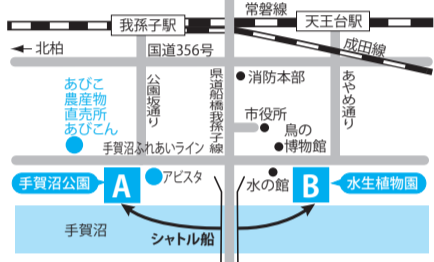 常磐線
我孫子駅
天王台駅
成田線
←北柏
国道356号
あびこ
農産物
直売所
あびこん
公園坂通り
県道船橋我孫子線
消防本部
あやめ通り
市役所
鳥の
博物館
手賀沼ふれあいライン
手賀沼公園
A
アビスタ
水の館
B
水生植物園
手賀沼
シャトル船